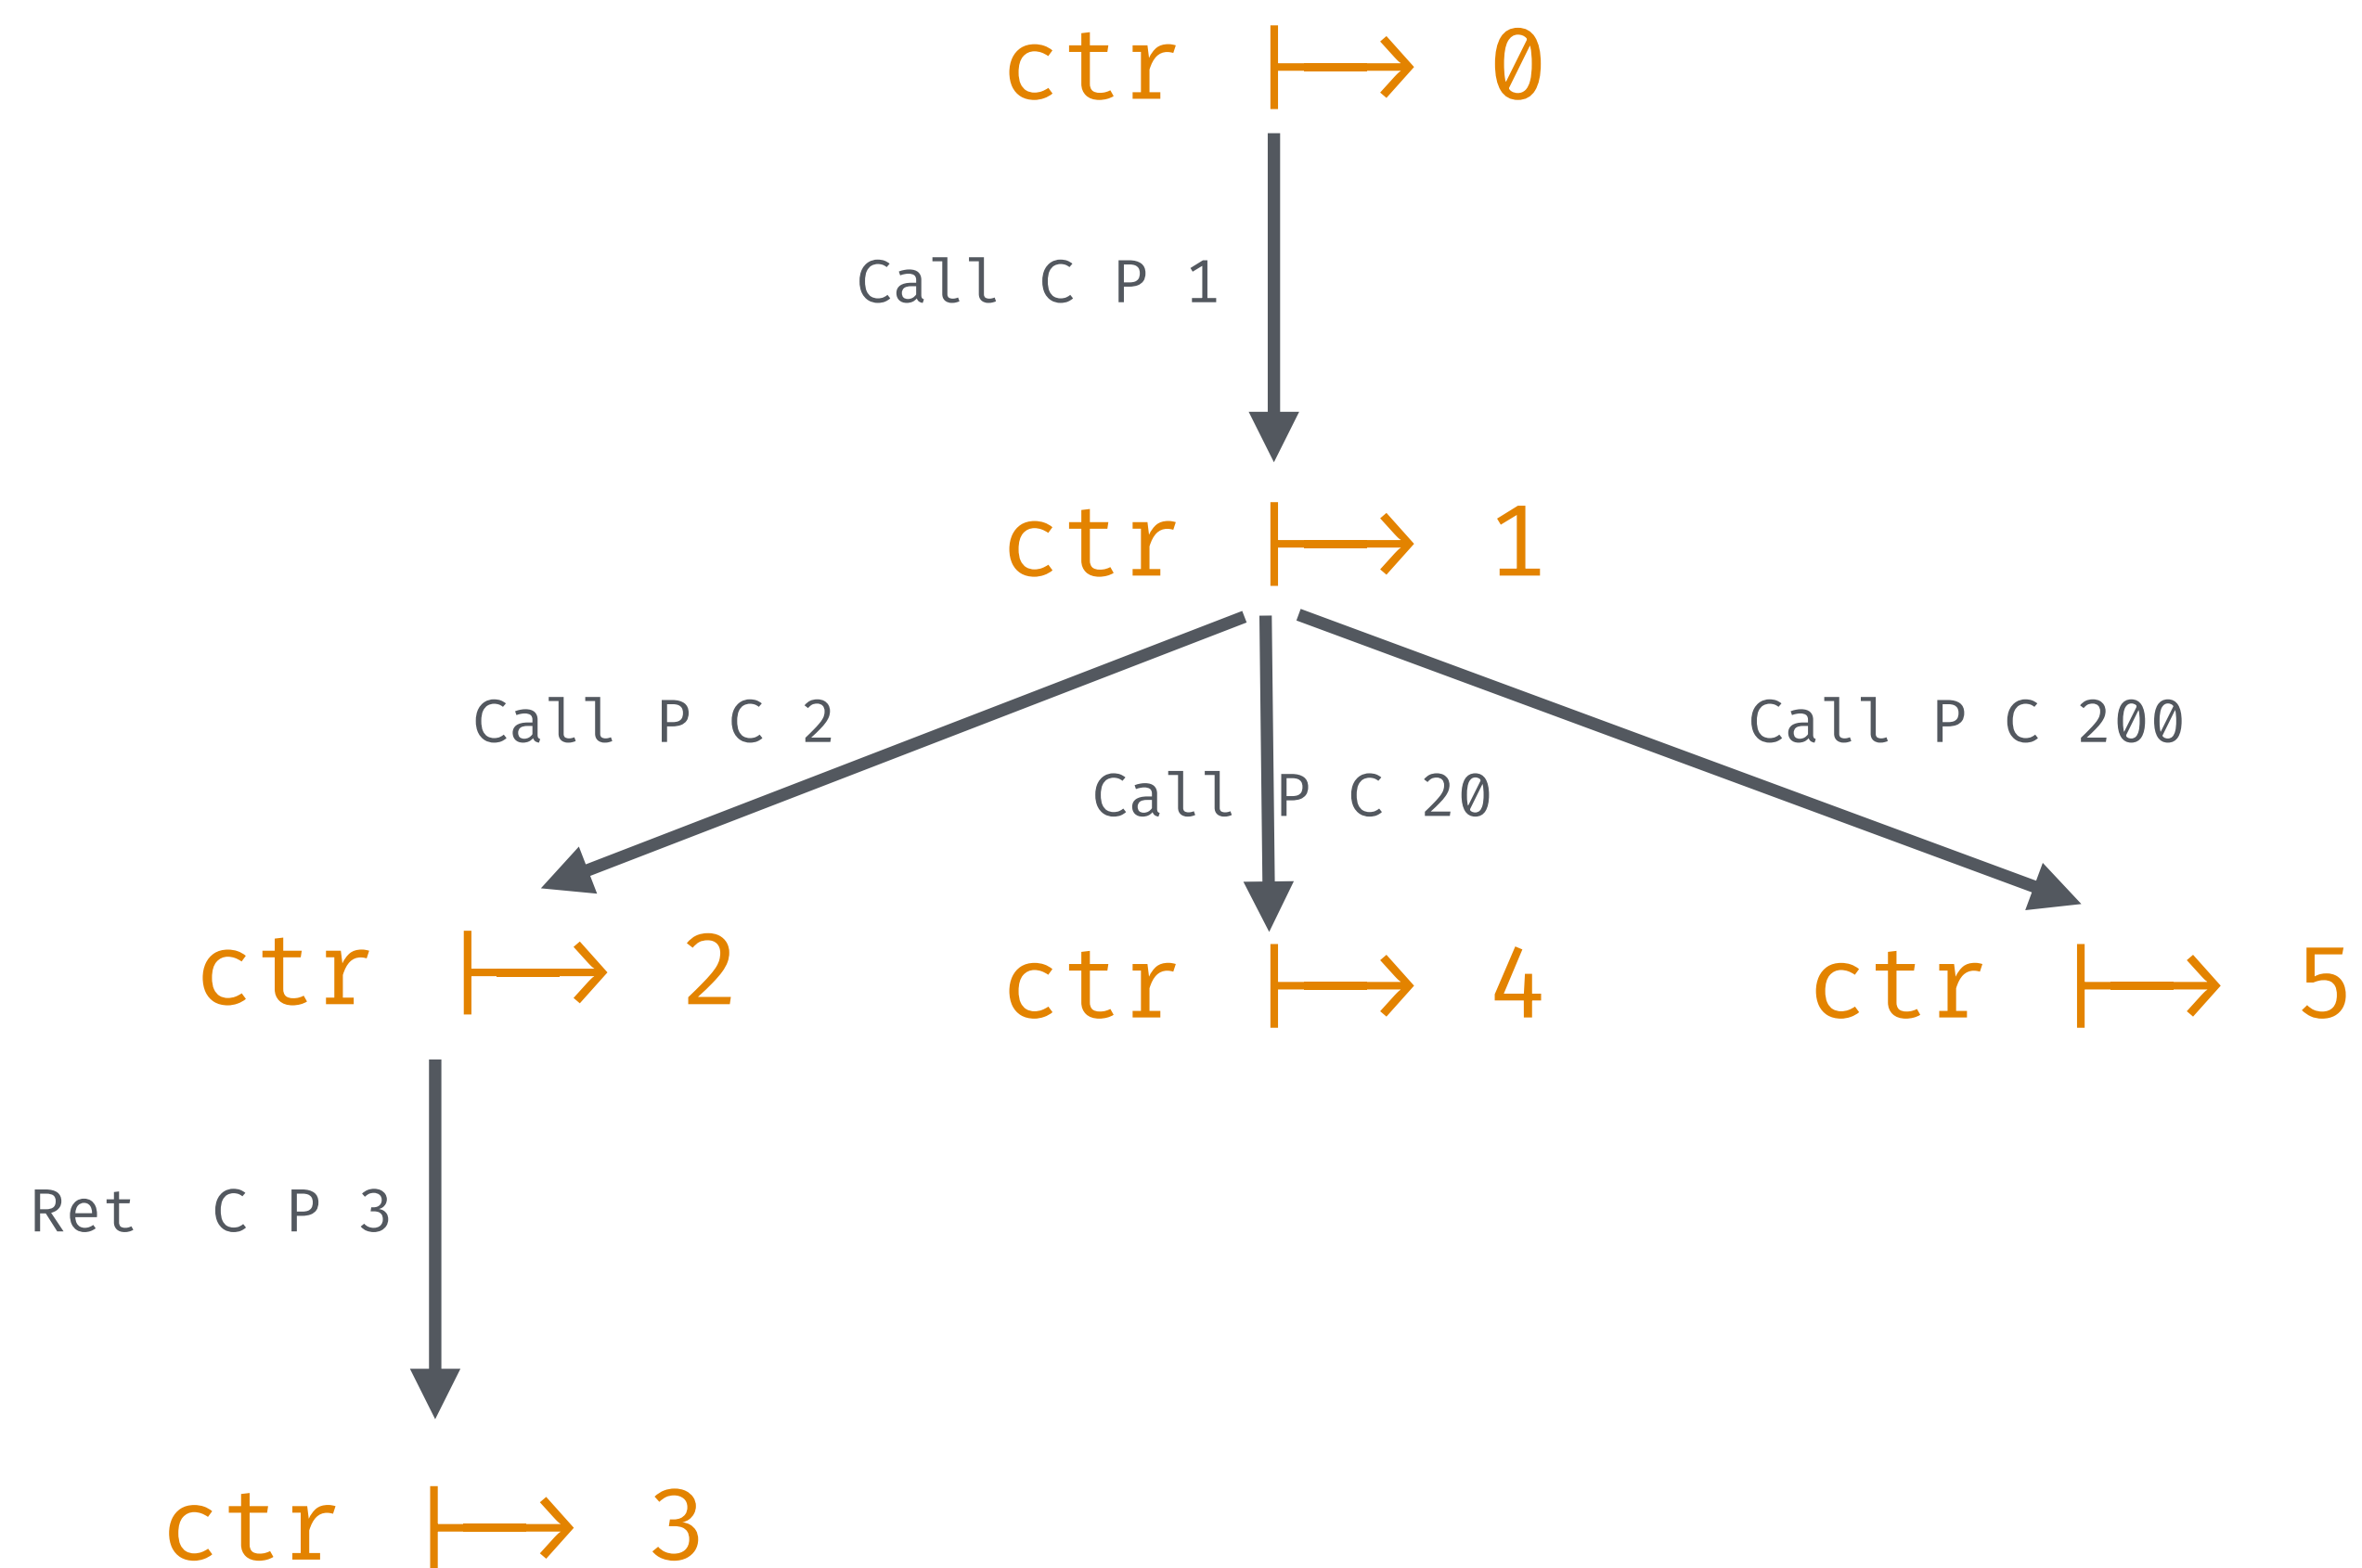 ctr ↦ 0
Call C P 1
ctr ↦ 1
Call P C 2
Call P C 200
Call P C 20
ctr ↦ 2
ctr ↦ 4
ctr ↦ 5
Ret C P 3
ctr ↦ 3